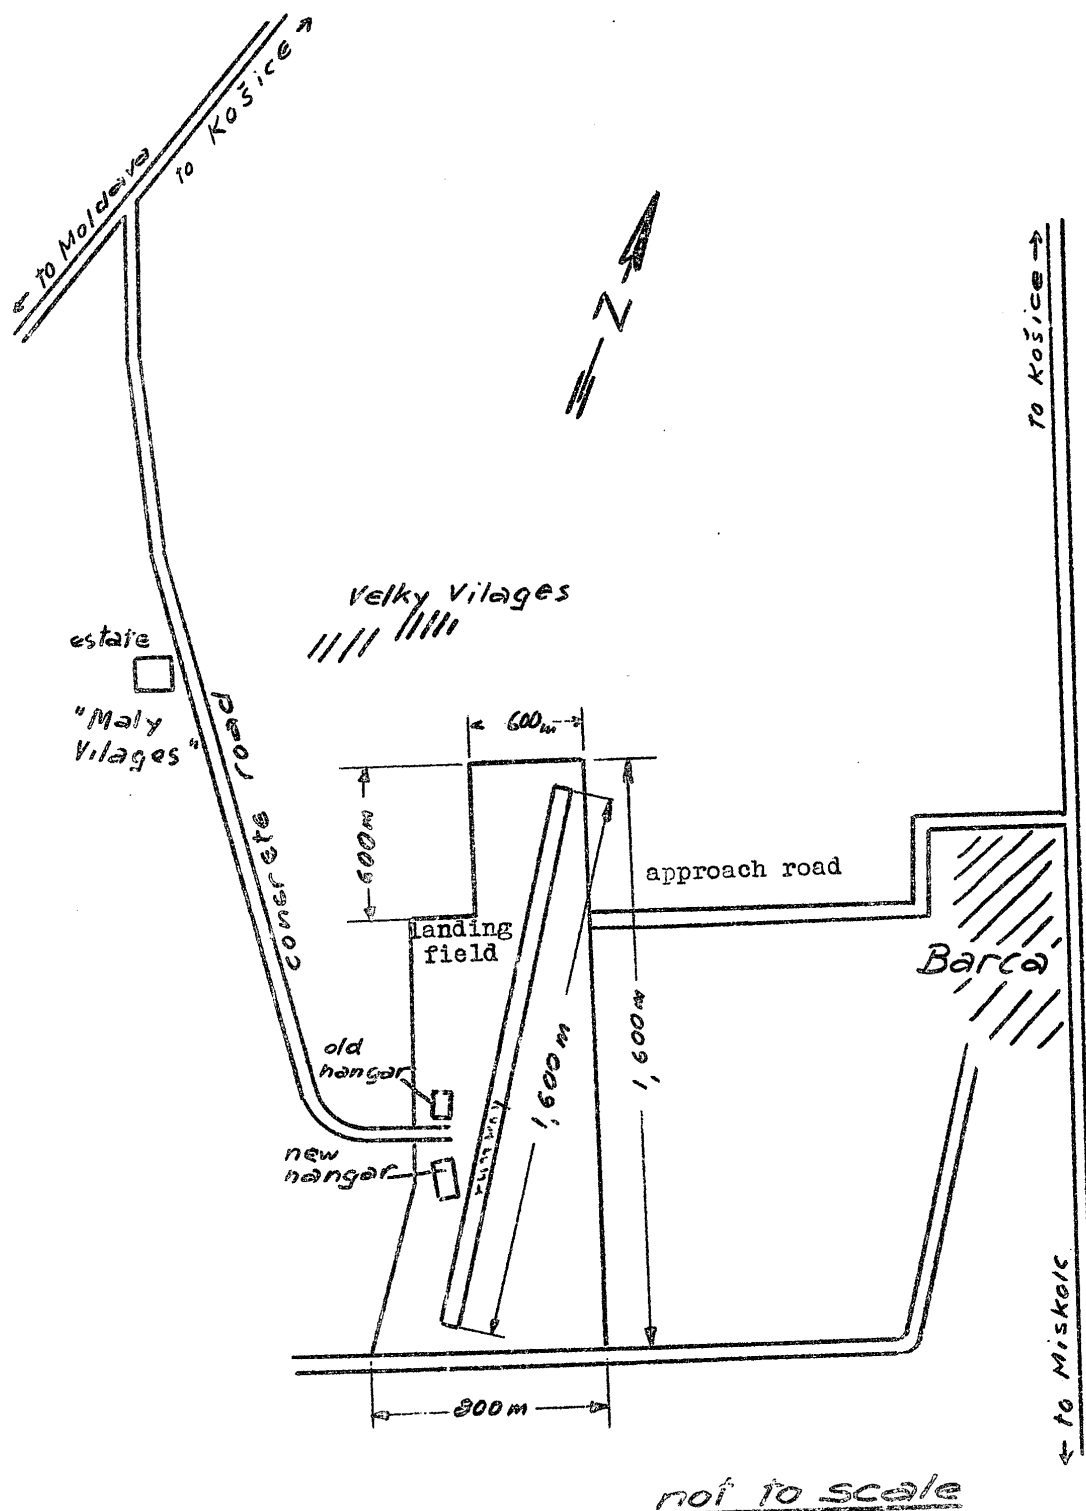 to Košice
to Moldava
N
to Košice
Velky Vilages
estate
"Maly
Vilages"
concrete road
600m
600m
approach road
landing
field
Barca
1,600m
1,600m
old
hangar
runway
new
hangar
800m
to Miskolc
not to scale